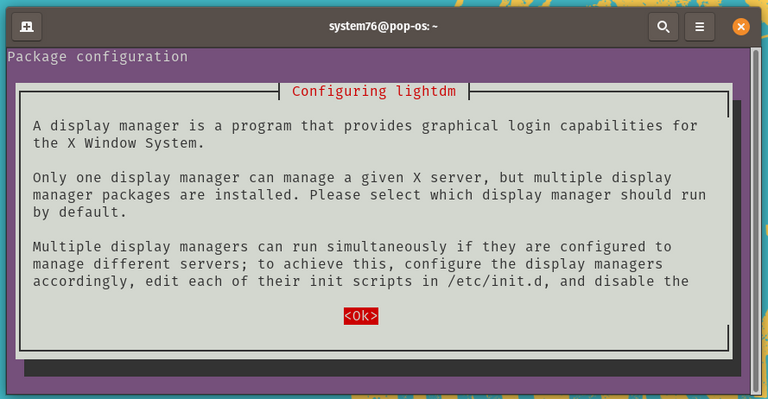 system76@pop-os: ~
Package configuration
Configuring lightdm
A display manager is a program that provides graphical login capabilities for
the X Window System.
Only one display manager can manage a given X server, but multiple display
manager packages are installed. Please select which display manager should run
by default.
Multiple display managers can run simultaneously if they are configured to
manage different servers; to achieve this, configure the display managers
accordingly, edit each of their init scripts in /etc/init.d, and disable the
<Ok>